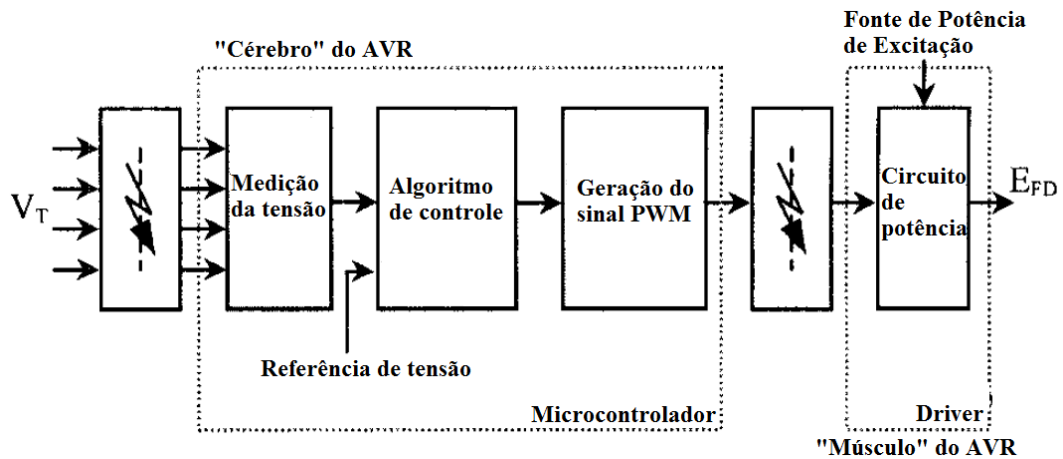 Fonte de Potência
de Excitação
"Cérebro" do AVR
V_T
Medição
da tensão
Algoritmo
de controle
Geração do
sinal PWM
Circuito
de
potência
E_FD
Referência de tensão
Microcontrolador
Driver
"Músculo" do AVR